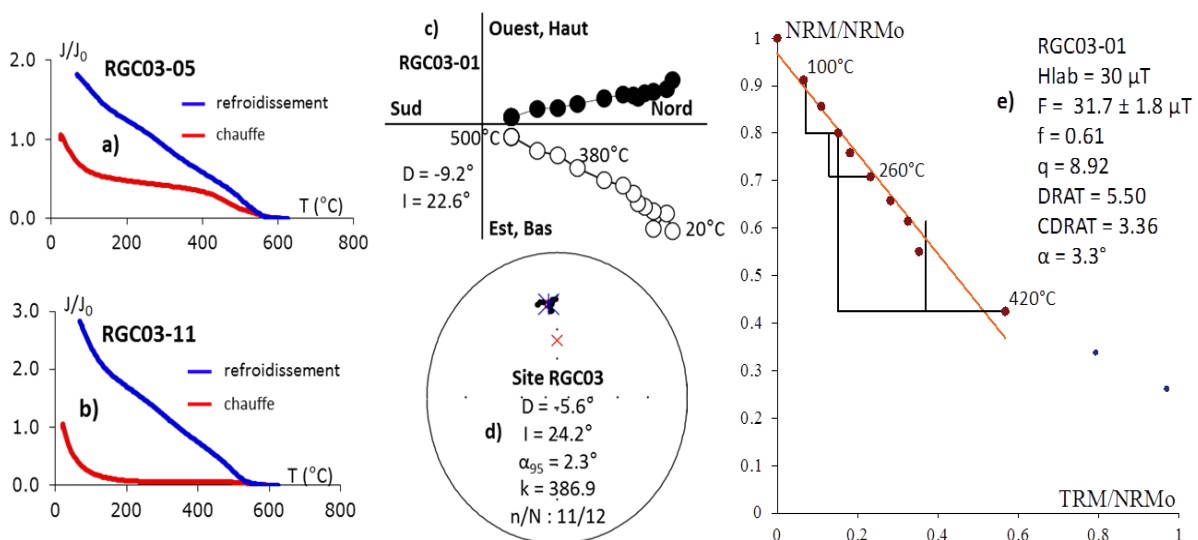 J/J₀
RGC03-05
2.0
refroidissement
a)
chauffe
1.0
T (°C)
0.0
0
200
400
600
800
J/J₀
3.0
RGC03-11
refroidissement
2.0
b)
chauffe
1.0
T (°C)
0.0
0
200
400
600
800
c)
Ouest, Haut
RGC03-01
Sud
Nord
500°C
380°C
D = -9.2°
I = 22.6°
Est, Bas
20°C
Site RGC03
D = -5.6°
d)
I = 24.2°
α₉₅ = 2.3°
k = 386.9
n/N : 11/12
NRM/NRMo
1
0.9
0.8
0.7
0.6
0.5
0.4
0.3
0.2
0.1
0
100°C
260°C
420°C
RGC03-01
Hlab = 30 µT
e)
F = 31.7 ± 1.8 µT
f = 0.61
q = 8.92
DRAT = 5.50
CDRAT = 3.36
α = 3.3°
TRM/NRMo
0
0.2
0.4
0.6
0.8
1